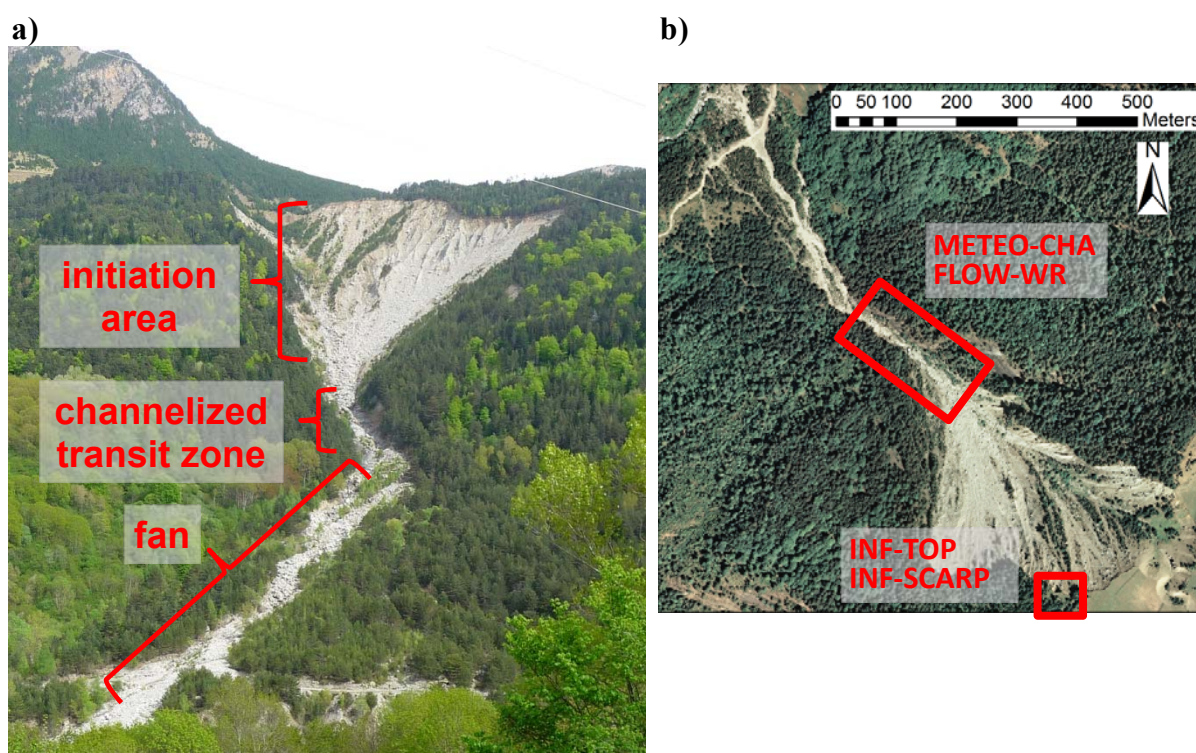 a)
initiation
area
channelized
transit zone
fan
b)
0 50 100 200 300 400 500
Meters
N
METEO-CHA
FLOW-WR
INF-TOP
INF-SCARP